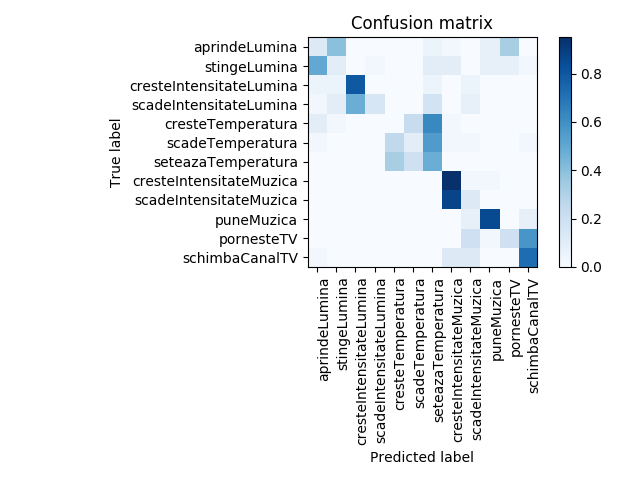 Confusion matrix
True label
aprindeLumina
stingeLumina
cresteIntensitateLumina
scadeIntensitateLumina
cresteTemperatura
scadeTemperatura
seteazaTemperatura
cresteIntensitateMuzica
scadeIntensitateMuzica
puneMuzica
pornesteTV
schimbaCanalTV
0.8
0.6
0.4
0.2
0.0
aprindeLumina
stingeLumina
cresteIntensitateLumina
scadeIntensitateLumina
cresteTemperatura
scadeTemperatura
seteazaTemperatura
cresteIntensitateMuzica
scadeIntensitateMuzica
puneMuzica
pornesteTV
schimbaCanalTV
Predicted label